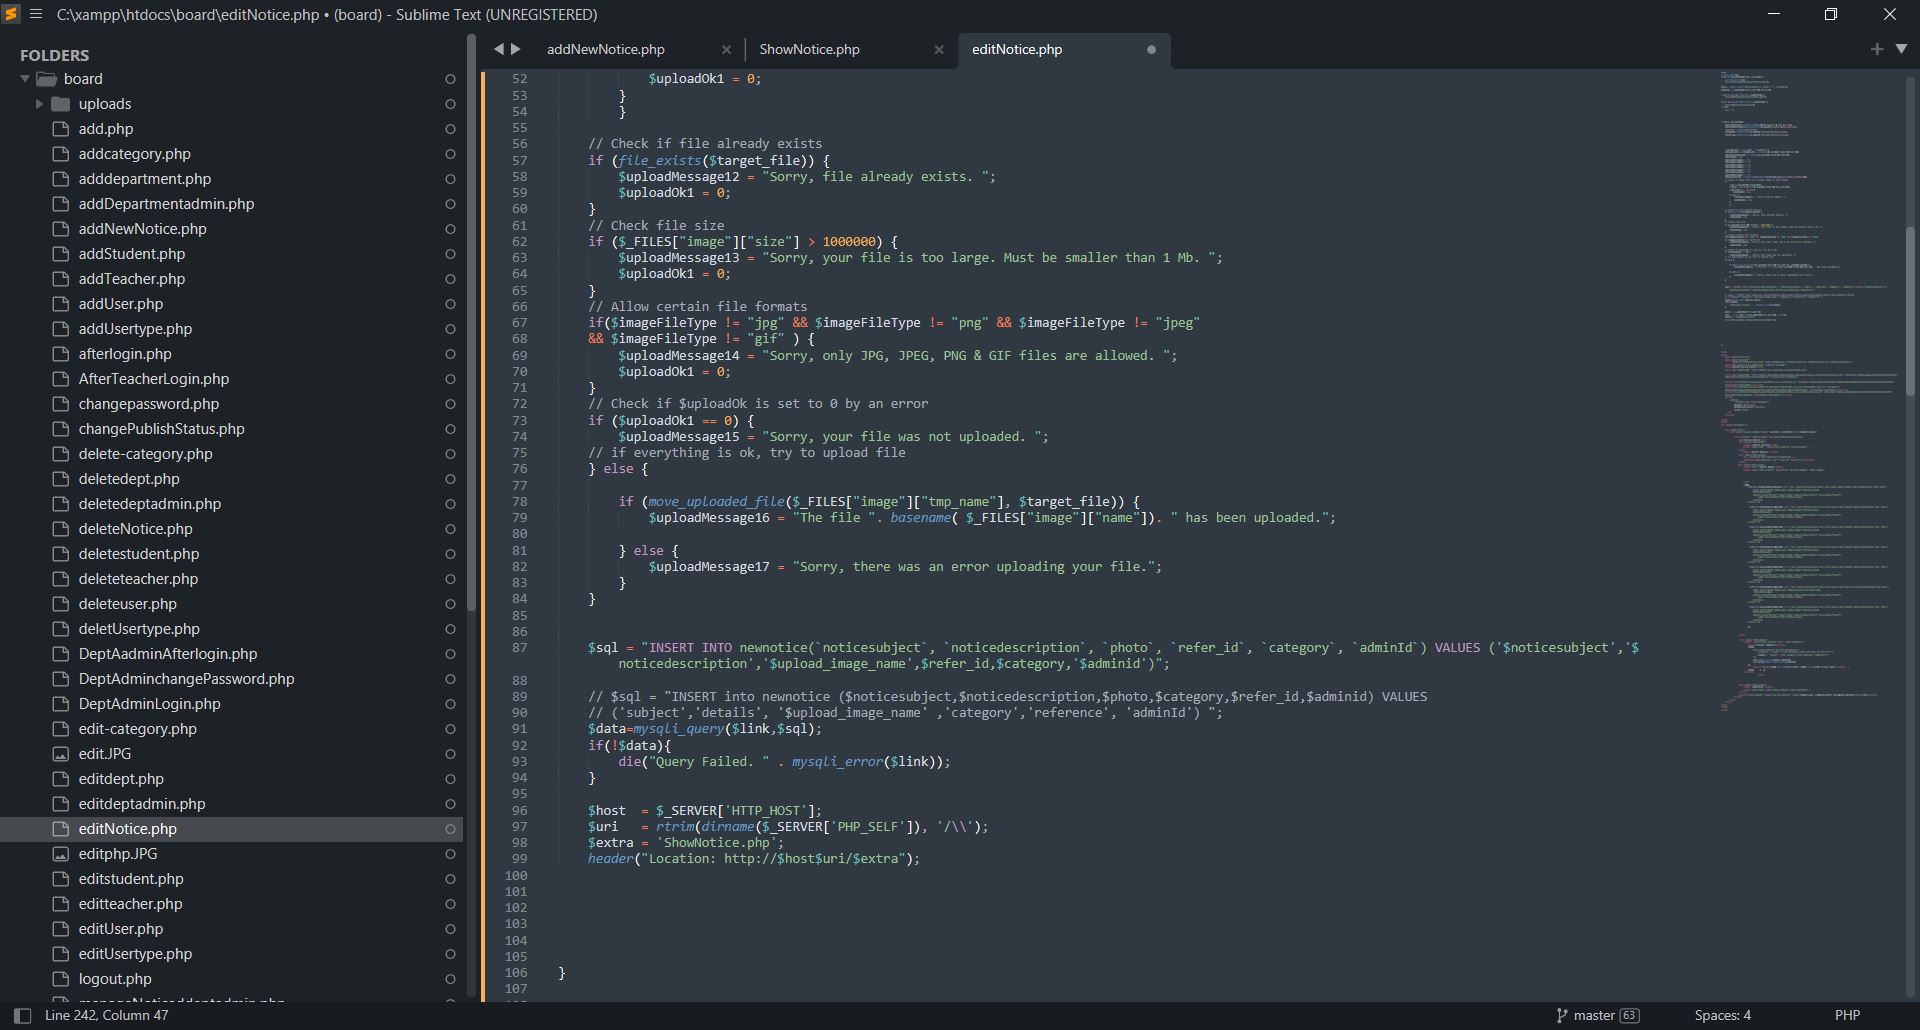 C:\xampp\htdocs\board\editNotice.php • (board) - Sublime Text (UNREGISTERED)
FOLDERS
board
uploads
add.php
addcategory.php
adddepartment.php
addDepartmentadmin.php
addNewNotice.php
addStudent.php
addTeacher.php
addUser.php
addUsertype.php
afterlogin.php
AfterTeacherLogin.php
changepassword.php
changePublishStatus.php
delete-category.php
deletedept.php
deletedeptadmin.php
deleteNotice.php
deletestudent.php
deleteteacher.php
deleteuser.php
deletUsertype.php
DeptAadminAfterlogin.php
DeptAdminchangePassword.php
DeptAdminLogin.php
edit-category.php
edit.JPG
editdept.php
editdeptadmin.php
editNotice.php
editphp.JPG
editstudent.php
editteacher.php
editUser.php
editUsertype.php
logout.php
addNewNotice.php
ShowNotice.php
editNotice.php
52 $uploadOk1 = 0;
53 }
54 }
55
56 // Check if file already exists
57 if (file_exists($target_file)) {
58 $uploadMessage12 = "Sorry, file already exists. ";
59 $uploadOk1 = 0;
60 }
61 // Check file size
62 if ($_FILES["image"]["size"] > 1000000) {
63 $uploadMessage13 = "Sorry, your file is too large. Must be smaller than 1 Mb. ";
64 $uploadOk1 = 0;
65 }
66 // Allow certain file formats
67 if($imageFileType != "jpg" && $imageFileType != "png" && $imageFileType != "jpeg"
68 && $imageFileType != "gif" ) {
69 $uploadMessage14 = "Sorry, only JPG, JPEG, PNG & GIF files are allowed. ";
70 $uploadOk1 = 0;
71 }
72 // Check if $uploadOk is set to 0 by an error
73 if ($uploadOk1 == 0) {
74 $uploadMessage15 = "Sorry, your file was not uploaded. ";
75 // if everything is ok, try to upload file
76 } else {
77
78 if (move_uploaded_file($_FILES["image"]["tmp_name"], $target_file)) {
79 $uploadMessage16 = "The file ". basename( $_FILES["image"]["name"]). " has been uploaded.";
80
81 } else {
82 $uploadMessage17 = "Sorry, there was an error uploading your file.";
83 }
84 }
85
86
87 $sql = "INSERT INTO newnotice(`noticesubject`, `noticedescription`, `photo`, `refer_id`, `category`, `adminId`) VALUES ('$noticesubject','$
noticedescription','$upload_image_name',$refer_id,$category,'$adminid')";
88
89 // $sql = "INSERT into newnotice ($noticesubject,$noticedescription,$photo,$category,$refer_id,$adminid) VALUES
90 // ('subject','details', '$upload_image_name' ,'category','reference', 'adminId') ";
91 $data=mysqli_query($link,$sql);
92 if(!$data){
93 die("Query Failed. " . mysqli_error($link));
94 }
95
96 $host = $_SERVER['HTTP_HOST'];
97 $uri = rtrim(dirname($_SERVER['PHP_SELF']), '/\\');
98 $extra = 'ShowNotice.php';
99 header("Location: http://$host$uri/$extra");
100
101
102
103
104
105
106 }
107
Line 242, Column 47
master 63
Spaces: 4
PHP